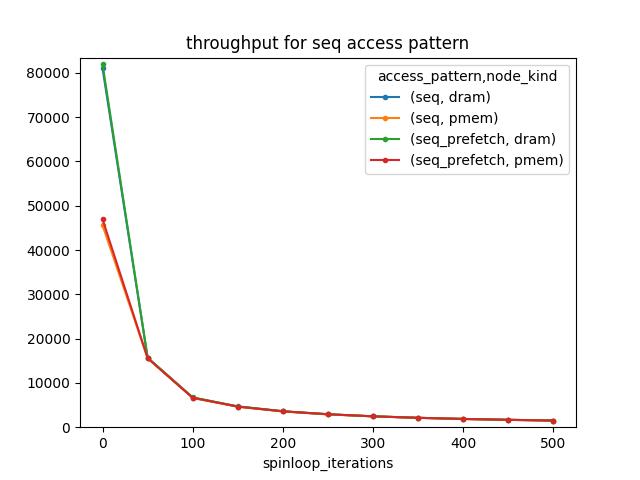 throughput for seq access pattern
access_pattern,node_kind
(seq, dram)
(seq, pmem)
(seq_prefetch, dram)
(seq_prefetch, pmem)
80000
70000
60000
50000
40000
30000
20000
10000
0
0 100 200 300 400 500
spinloop_iterations